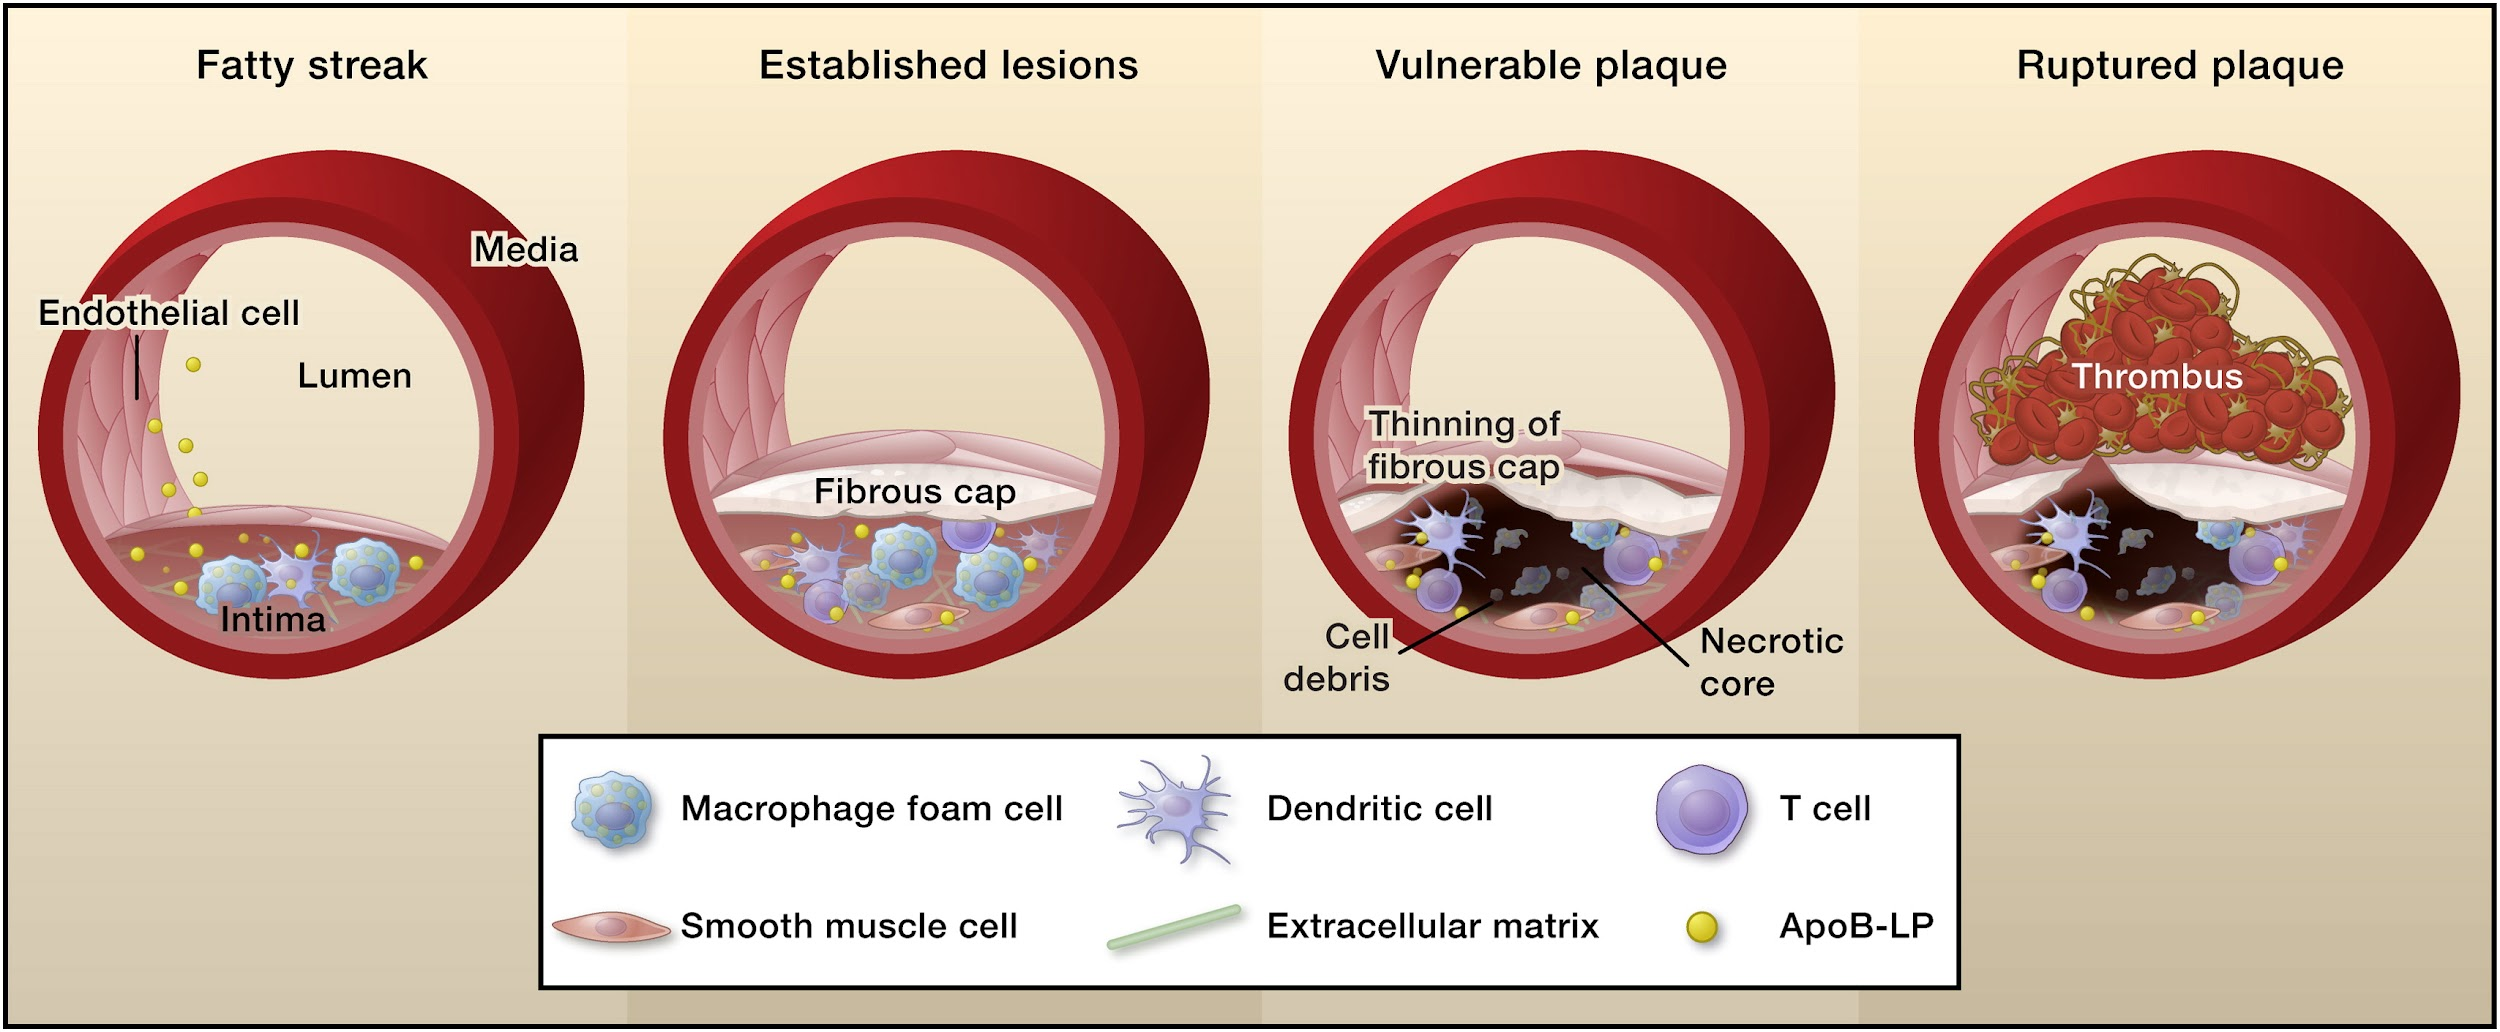 Fatty streak
Established lesions
Vulnerable plaque
Ruptured plaque
Media
Endothelial cell
Lumen
Intima
Fibrous cap
Thinning of
fibrous cap
Cell
debris
Necrotic
core
Thrombus
Macrophage foam cell
Dendritic cell
T cell
Smooth muscle cell
Extracellular matrix
ApoB-LP